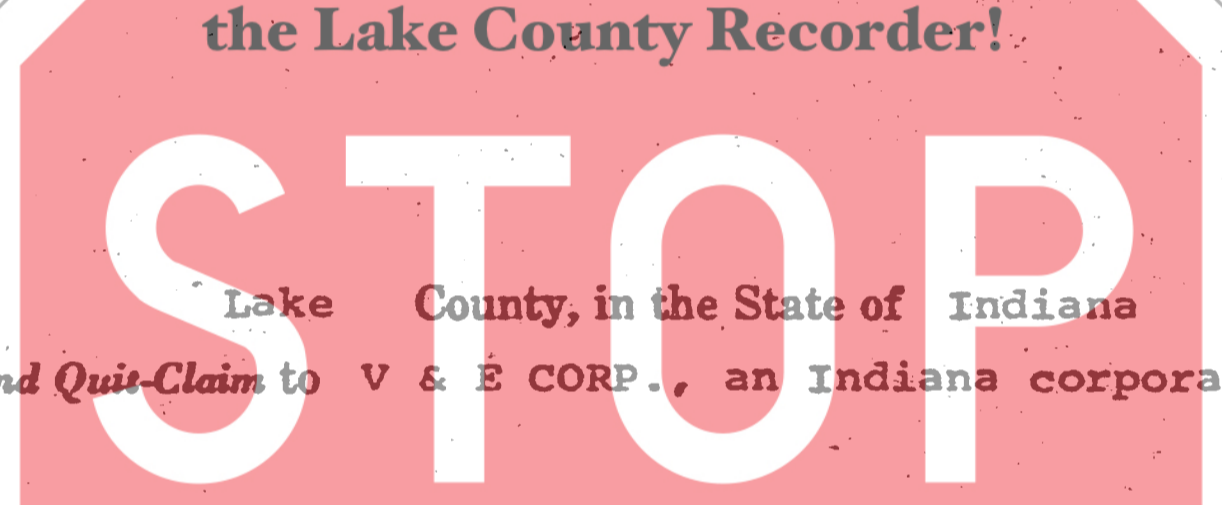 the Lake County Recorder!
STOP
Lake County, in the State of Indiana
nd Quit-Claim to V & E CORP., an Indiana corpora